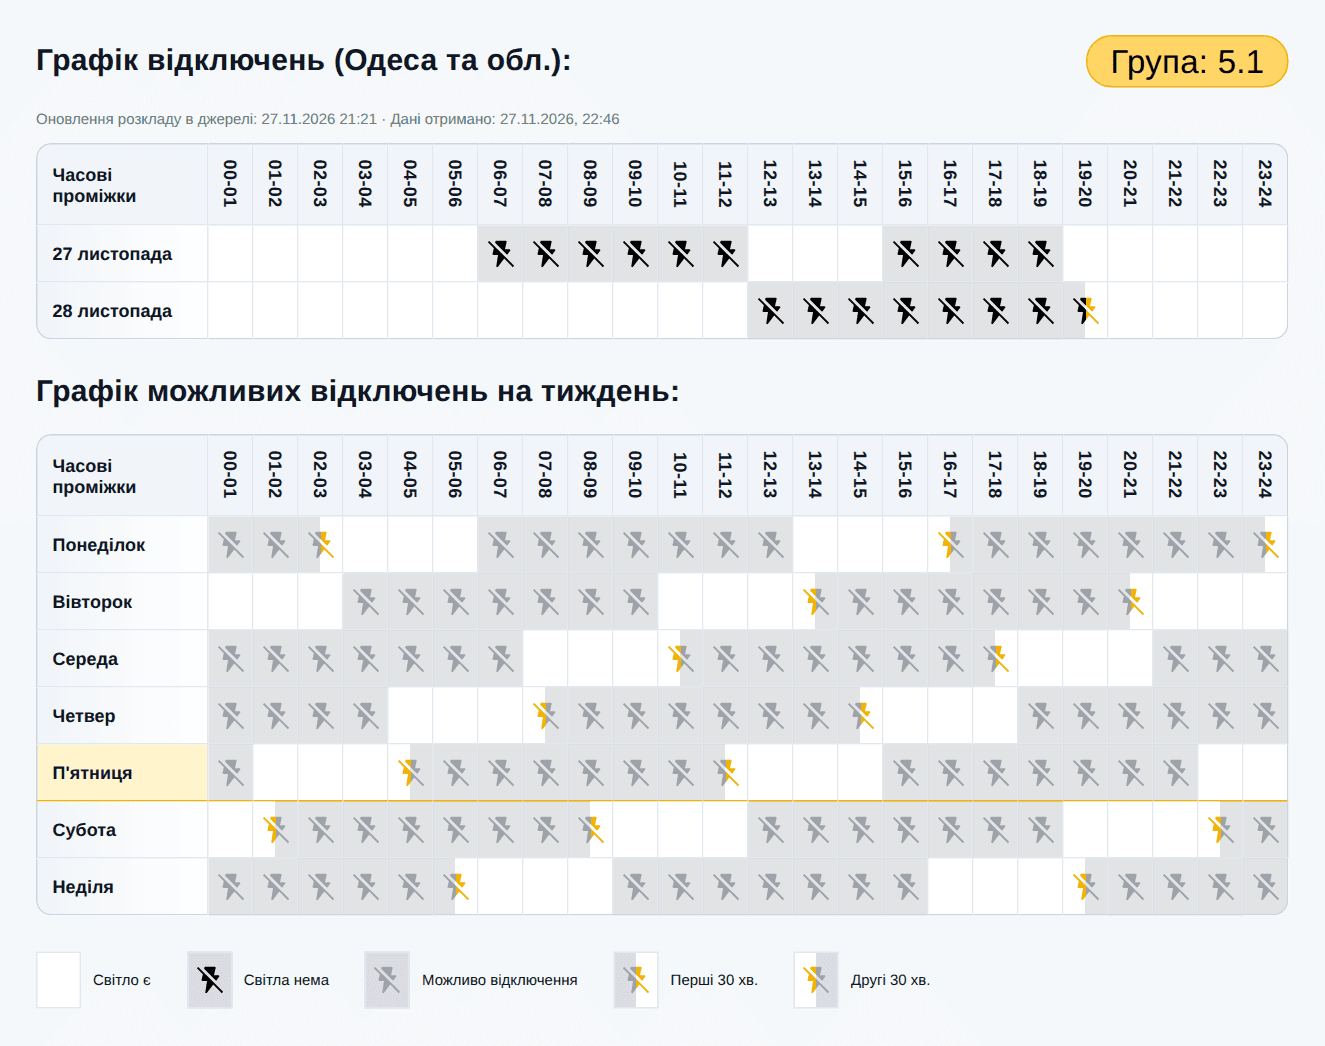 Графік відключень (Одеса та обл.):
Група: 5.1
Оновлення розкладу в джерелі: 27.11.2026 21:21 · Дані отримано: 27.11.2026, 22:46
Часові проміжки 00-01 01-02 02-03 03-04 04-05 05-06 06-07 07-08 08-09 09-10 10-11 11-12 12-13 13-14 14-15 15-16 16-17 17-18 18-19 19-20 20-21 21-22 22-23 23-24
27 листопада
28 листопада
Графік можливих відключень на тиждень:
Часові проміжки 00-01 01-02 02-03 03-04 04-05 05-06 06-07 07-08 08-09 09-10 10-11 11-12 12-13 13-14 14-15 15-16 16-17 17-18 18-19 19-20 20-21 21-22 22-23 23-24
Понеділок
Вівторок
Середа
Четвер
П'ятниця
Субота
Неділя
Світло є
Світла нема
Можливо відключення
Перші 30 хв.
Другі 30 хв.